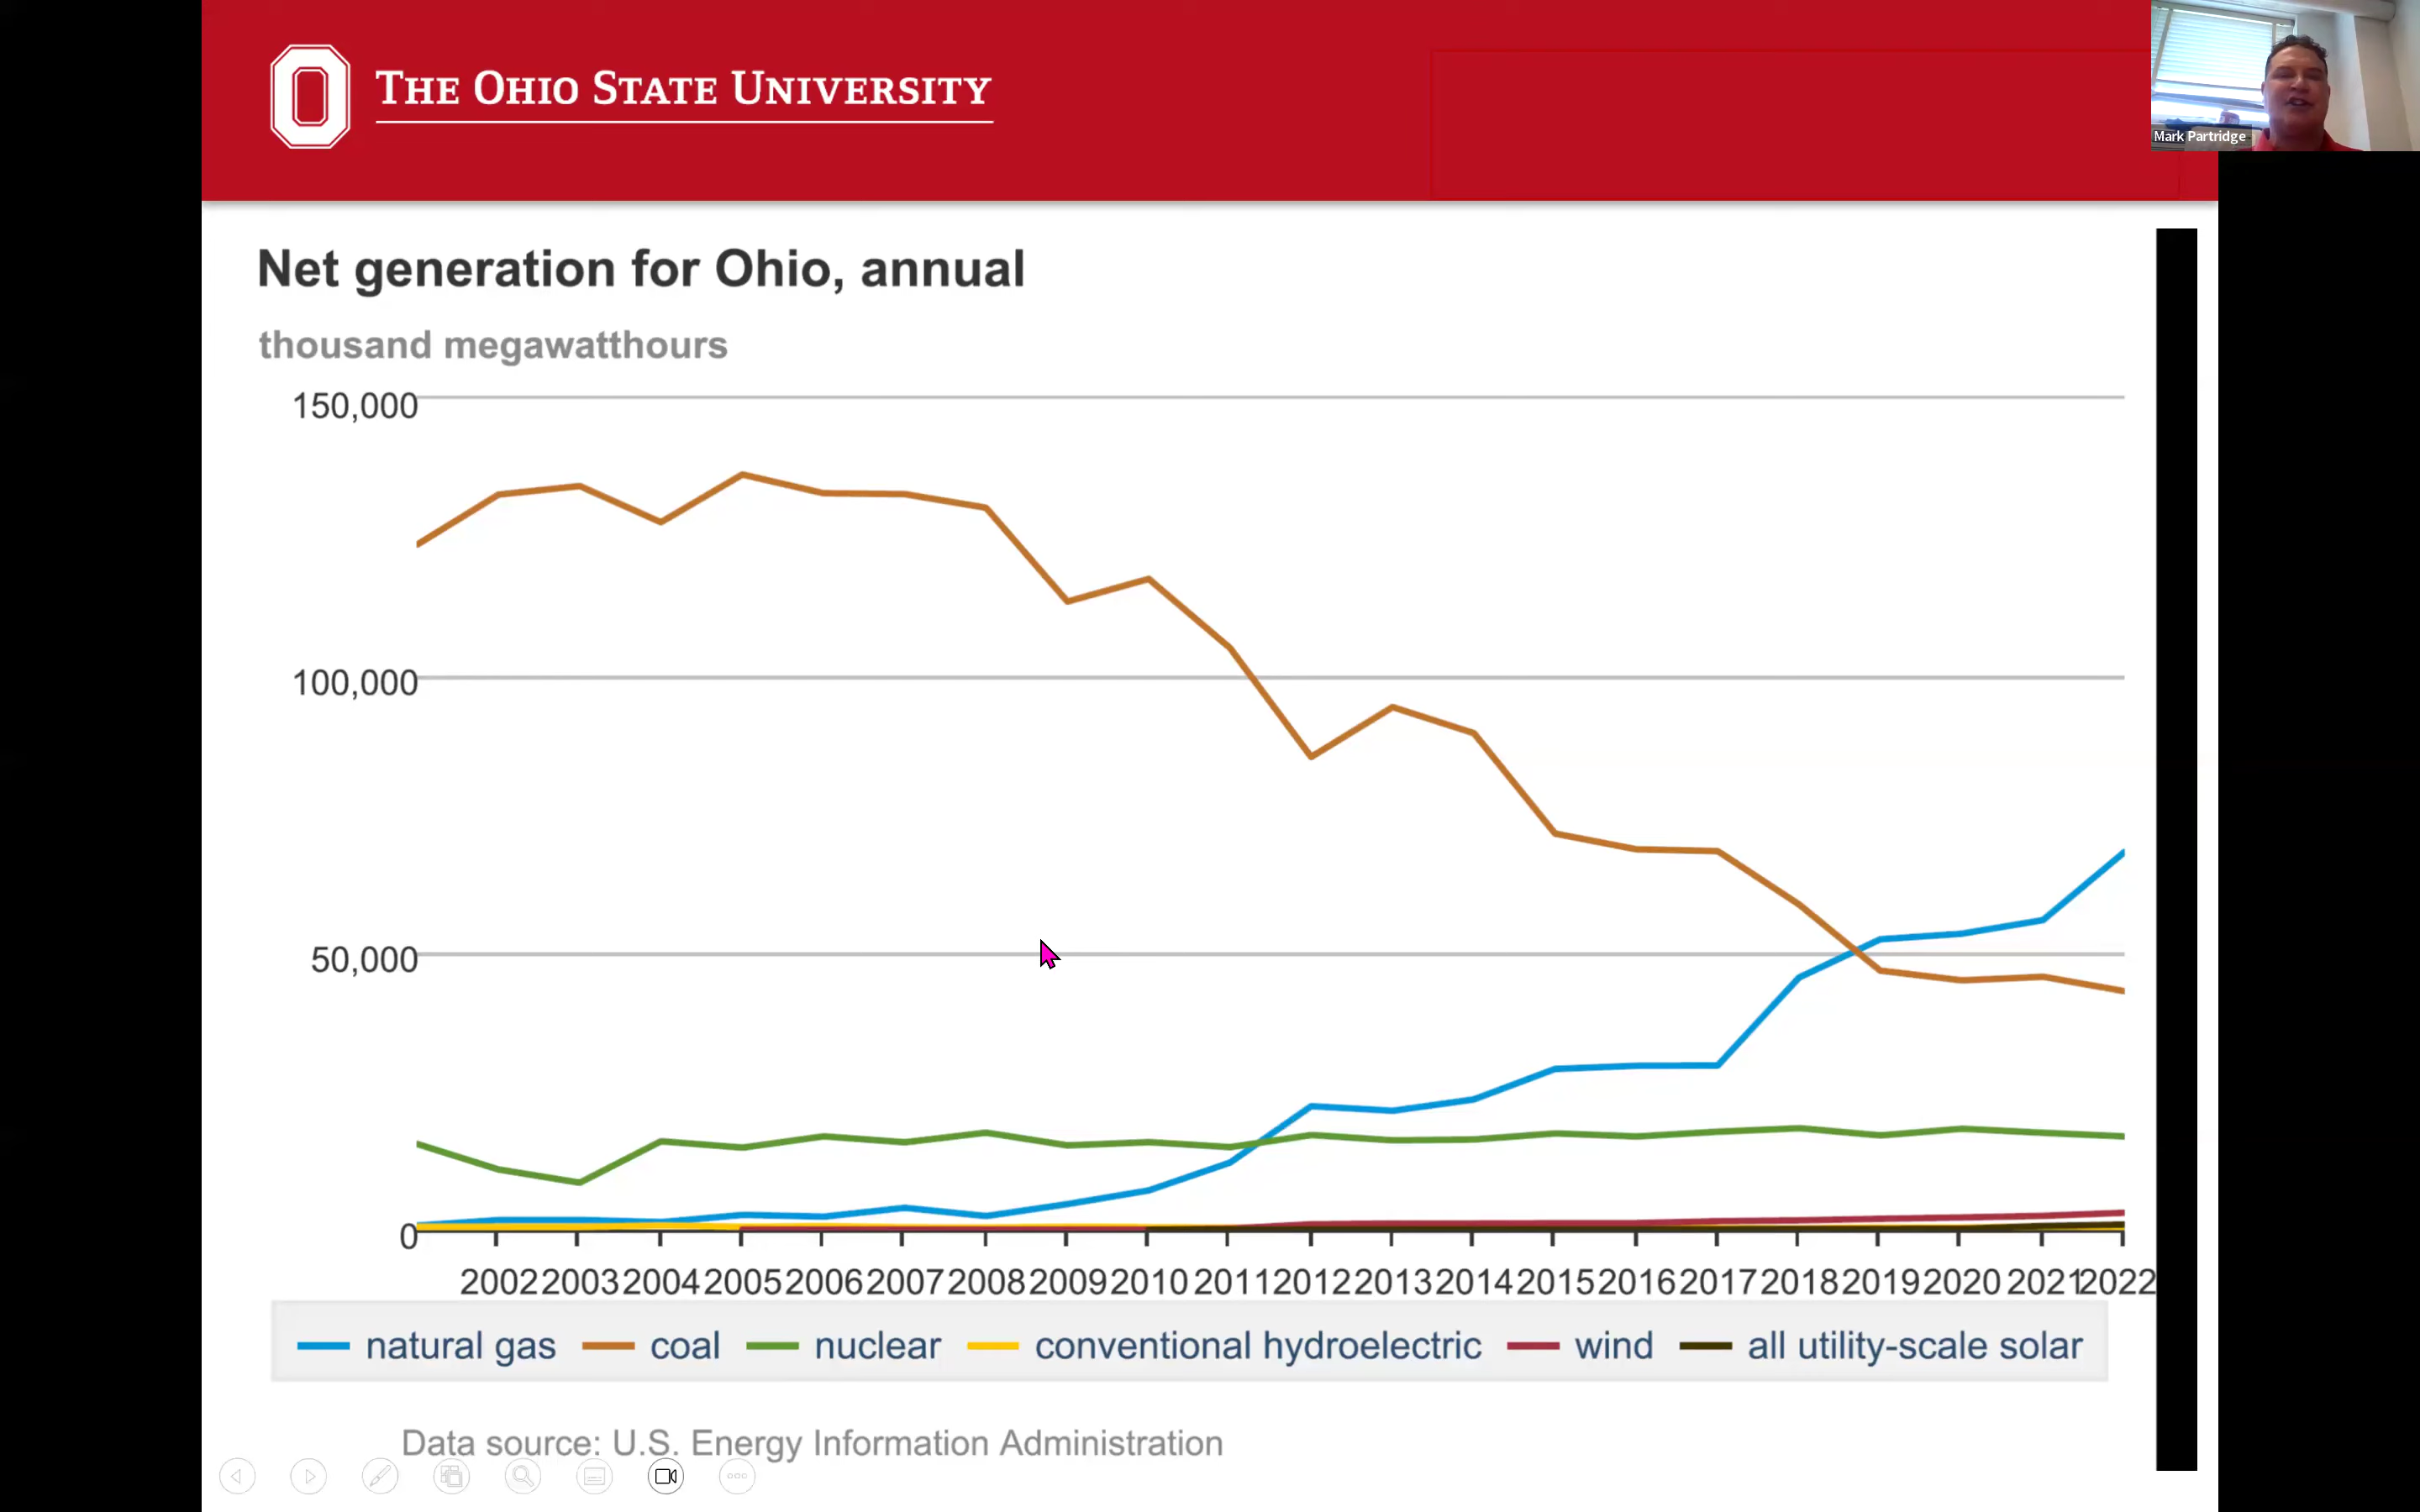 THE OHIO STATE UNIVERSITY
Mark Partridge
Net generation for Ohio, annual
thousand megawatthours
150,000
100,000
50,000
0
2002 2003 2004 2005 2006 2007 2008 2009 2010 2011 2012 2013 2014 2015 2016 2017 2018 2019 2020 2021 2022
natural gas coal nuclear conventional hydroelectric wind all utility-scale solar
Data source: U.S. Energy Information Administration